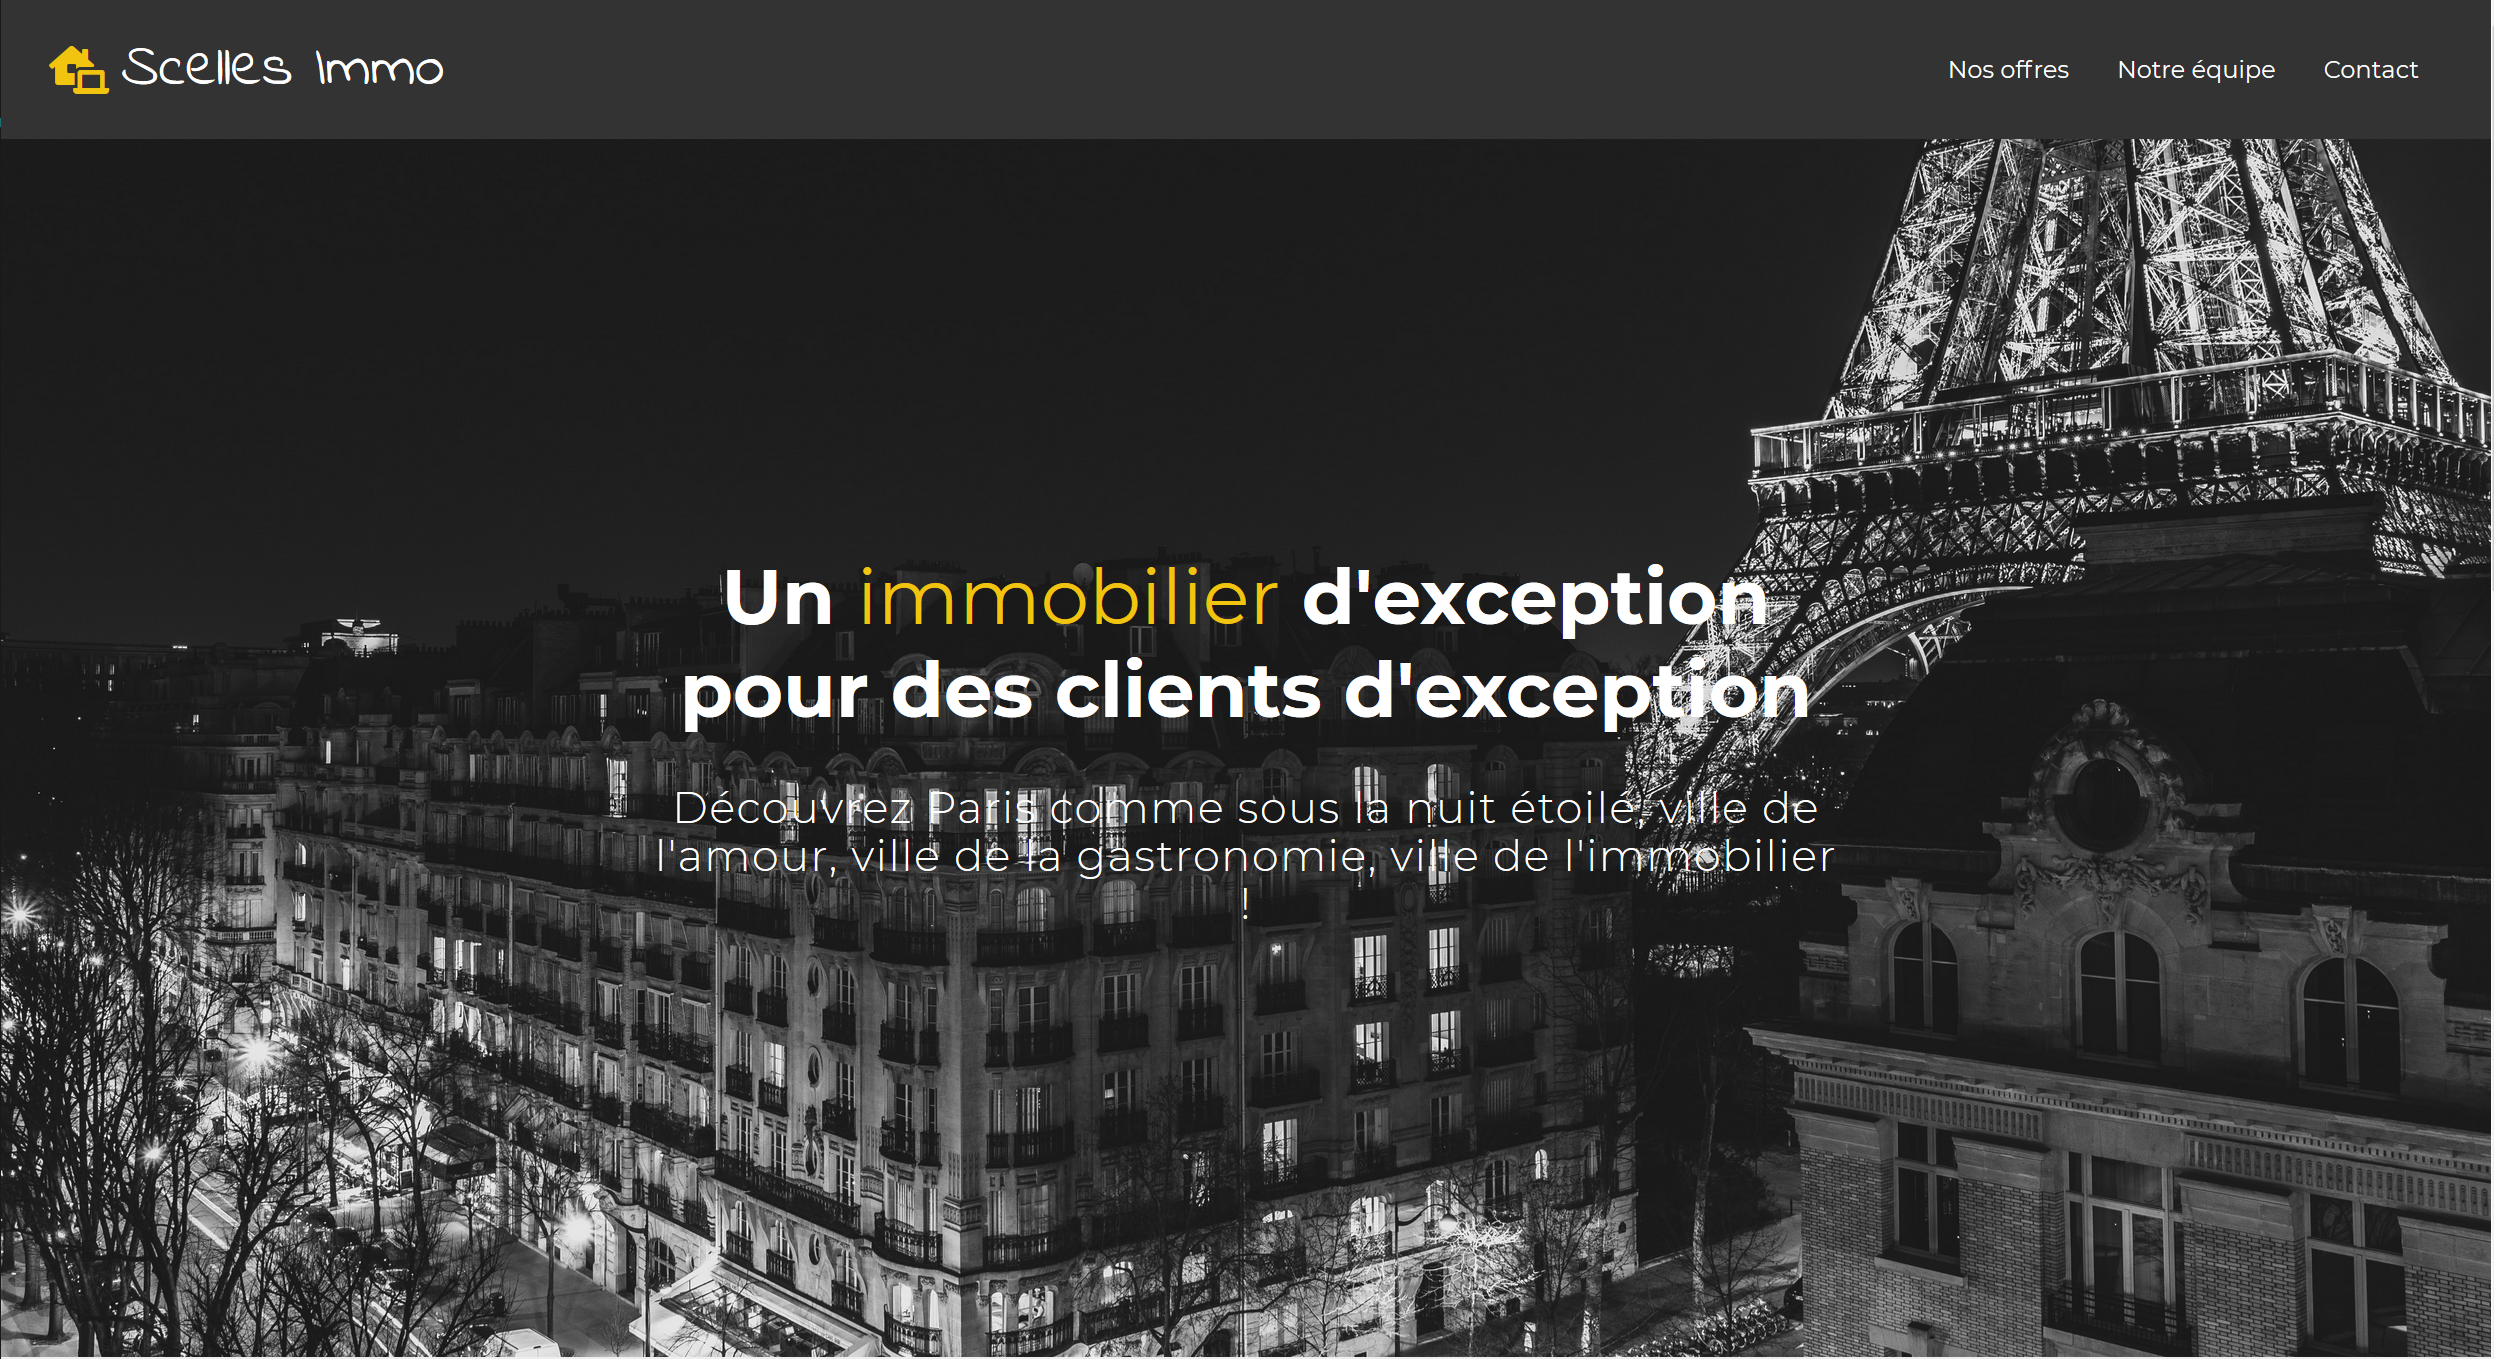 Scelles Immo
Nos offres
Notre équipe
Contact
Un immobilier d'exception
pour des clients d'exception
Découvrez Paris comme sous la nuit étoilé, ville de
l'amour, ville de la gastronomie, ville de l'immobilier
!